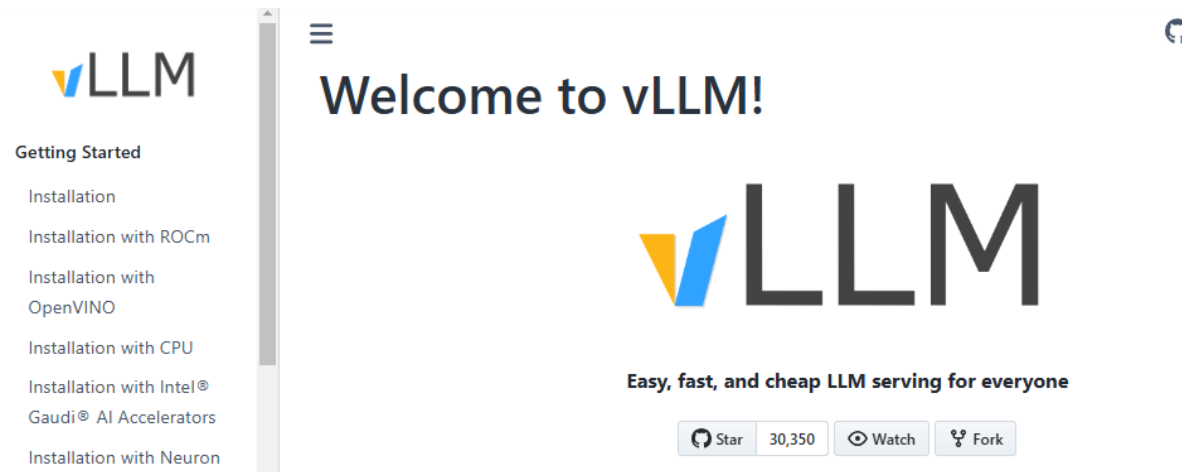 vLLM
Getting Started
Installation
Installation with ROCm
Installation with
OpenVINO
Installation with CPU
Installation with Intel®
Gaudi® AI Accelerators
Installation with Neuron
Welcome to vLLM!
vLLM
Easy, fast, and cheap LLM serving for everyone
Star 30,350 Watch Fork